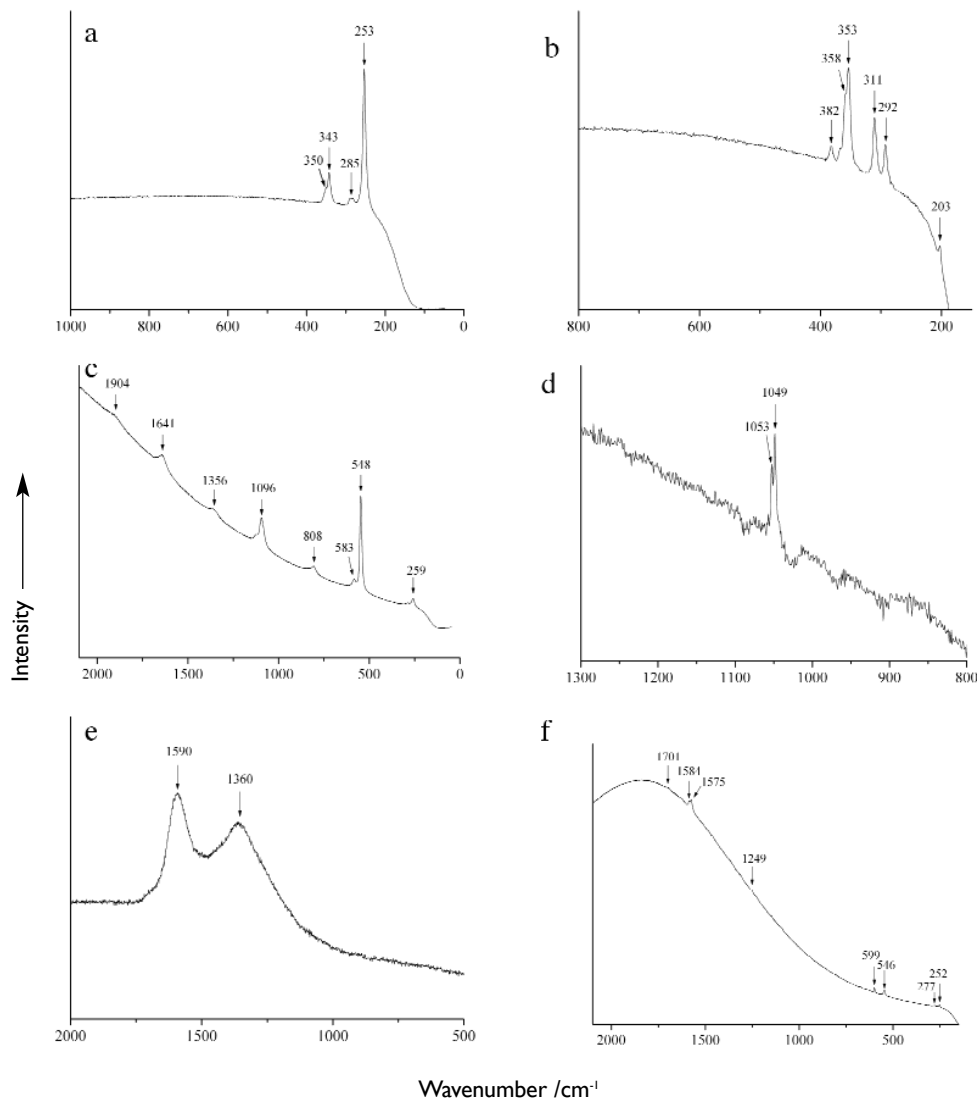 a
253
350
343
285
1000 800 600 400 200 0
b
353
358
382
311
292
203
800 600 400 200
c
1904
1641
1356
1096
808
583
548
259
2000 1500 1000 500 0
d
1049
1053
1300 1200 1100 1000 900 800
e
1590
1360
2000 1500 1000 500
f
1701
1584
1575
1249
599
546
277
252
2000 1500 1000 500
Intensity
Wavenumber /cm⁻¹